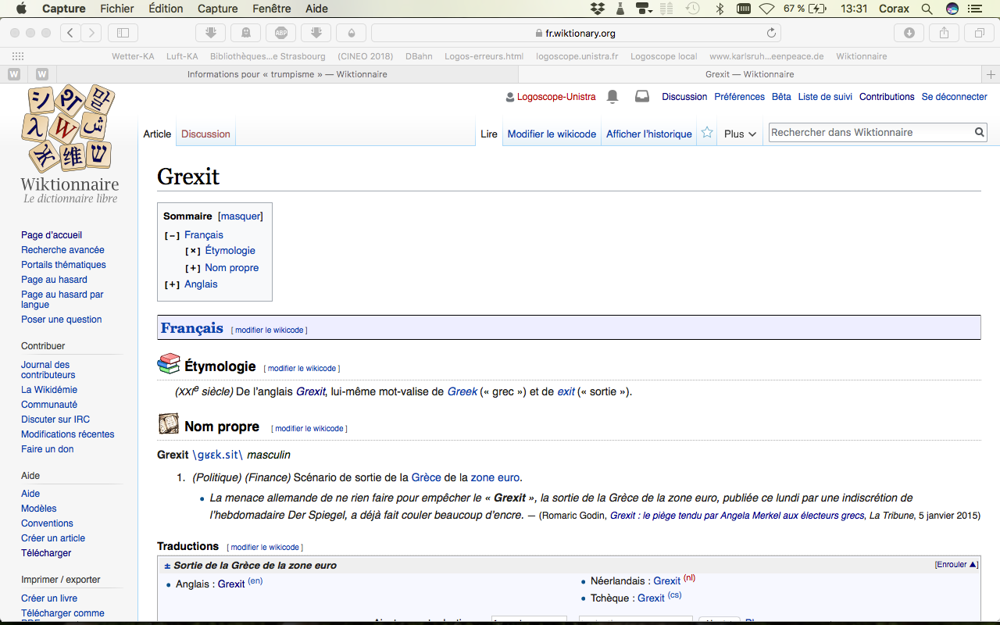 Capture Fichier Édition Capture Fenêtre Aide 67 % 13:31 Corax
ABP fr.wiktionary.org
Wetter-KA Luft-KA Bibliothèques...e Strasbourg (CINEO 2018) DBahn Logos-erreurs.html logoscope.unistra.fr Logoscope local www.karlsruh...eenpeace.de Wiktionnaire
W W Informations pour « trumpisme » — Wiktionnaire Grexit — Wiktionnaire
Logoscope-Unistra Discussion Préférences Bêta Liste de suivi Contributions Se déconnecter
Article Discussion Lire Modifier le wikicode Afficher l'historique Plus Rechercher dans Wiktionnaire
シ 말
λ W ش
维 ש
Wiktionnaire
Le dictionnaire libre
Page d'accueil
Recherche avancée
Portails thématiques
Page au hasard
Page au hasard par
langue
Poser une question
Contribuer
Journal des
contributeurs
La Wikidémie
Communauté
Discuter sur IRC
Modifications récentes
Faire un don
Aide
Aide
Modèles
Conventions
Créer un article
Télécharger
Imprimer / exporter
Créer un livre
Télécharger comme
Grexit
Sommaire [masquer]
[−] Français
[×] Étymologie
[+] Nom propre
[+] Anglais
Français [ modifier le wikicode ]
Étymologie [ modifier le wikicode ]
(XXIe siècle) De l'anglais Grexit, lui-même mot-valise de Greek (« grec ») et de exit (« sortie »).
Nom propre [ modifier le wikicode ]
Grexit \ɡʁɛk.sit\ masculin
1. (Politique) (Finance) Scénario de sortie de la Grèce de la zone euro.
• La menace allemande de ne rien faire pour empêcher le « Grexit », la sortie de la Grèce de la zone euro, publiée ce lundi par une indiscrétion de
l'hebdomadaire Der Spiegel, a déjà fait couler beaucoup d'encre. — (Romaric Godin, Grexit : le piège tendu par Angela Merkel aux électeurs grecs, La Tribune, 5 janvier 2015)
Traductions [ modifier le wikicode ]
± Sortie de la Grèce de la zone euro [Enrouler ▲]
• Anglais : Grexit (en)
• Néerlandais : Grexit (nl)
• Tchèque : Grexit (cs)